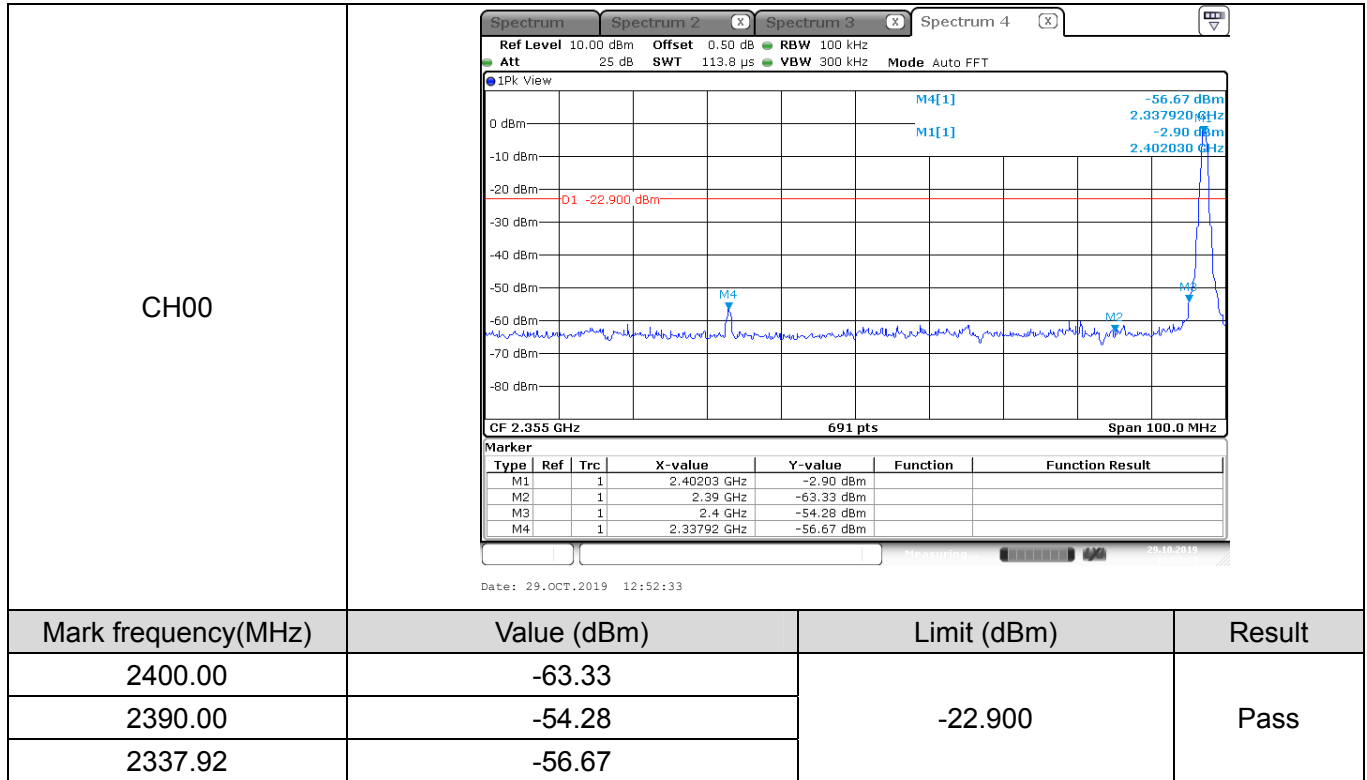 CH00
Spectrum Spectrum 2 X Spectrum 3 X Spectrum 4 X
Ref Level 10.00 dBm Offset 0.50 dB RBW 100 kHz
Att 25 dB SWT 113.8 µs VBW 300 kHz Mode Auto FFT
1Pk View
M4[1] -56.67 dBm
2.337920 GHz
M1[1] -2.90 dBm
2.402030 GHz
M1
0 dBm
-10 dBm
-20 dBm
D1 -22.900 dBm
-30 dBm
-40 dBm
-50 dBm
M4
M3
-60 dBm
M2
-70 dBm
-80 dBm
CF 2.355 GHz 691 pts Span 100.0 MHz
Marker
Type Ref Trc X-value Y-value Function Function Result
M1 1 2.40203 GHz -2.90 dBm
M2 1 2.39 GHz -63.33 dBm
M3 1 2.4 GHz -54.28 dBm
M4 1 2.33792 GHz -56.67 dBm
Measuring... 29.10.2019
Date: 29.OCT.2019 12:52:33
Mark frequency(MHz) Value (dBm) Limit (dBm) Result
2400.00 -63.33
2390.00 -54.28 -22.900 Pass
2337.92 -56.67